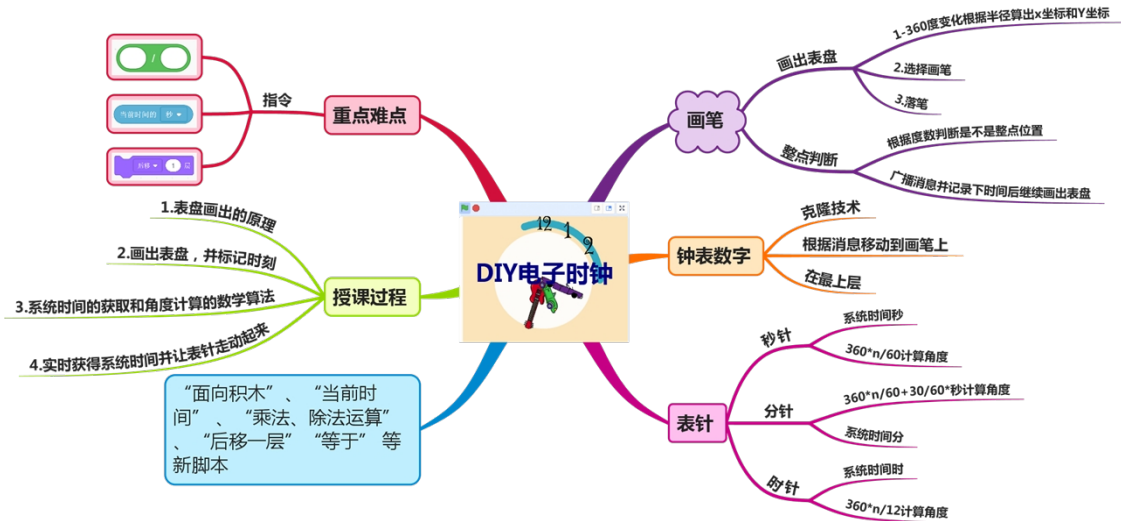 重点难点
指令
/
当前时间的 秒
后移 1 层
授课过程
1.表盘画出的原理
2.画出表盘，并标记时刻
3.系统时间的获取和角度计算的数学算法
4.实时获得系统时间并让表针走动起来
“面向积木”、 “当前时
间” 、 “乘法、除法运算”
、 “后移一层” “等于” 等
新脚本
12
1
2
DIY电子时钟
画笔
画出表盘
1-360度变化根据半径算出x坐标和Y坐标
2.选择画笔
3.落笔
整点判断
根据度数判断是不是整点位置
广播消息并记录下时间后继续画出表盘
钟表数字
克隆技术
根据消息移动到画笔上
在最上层
表针
秒针
系统时间秒
360*n/60计算角度
分针
360*n/60+30/60*秒计算角度
系统时间分
时针
系统时间时
360*n/12计算角度